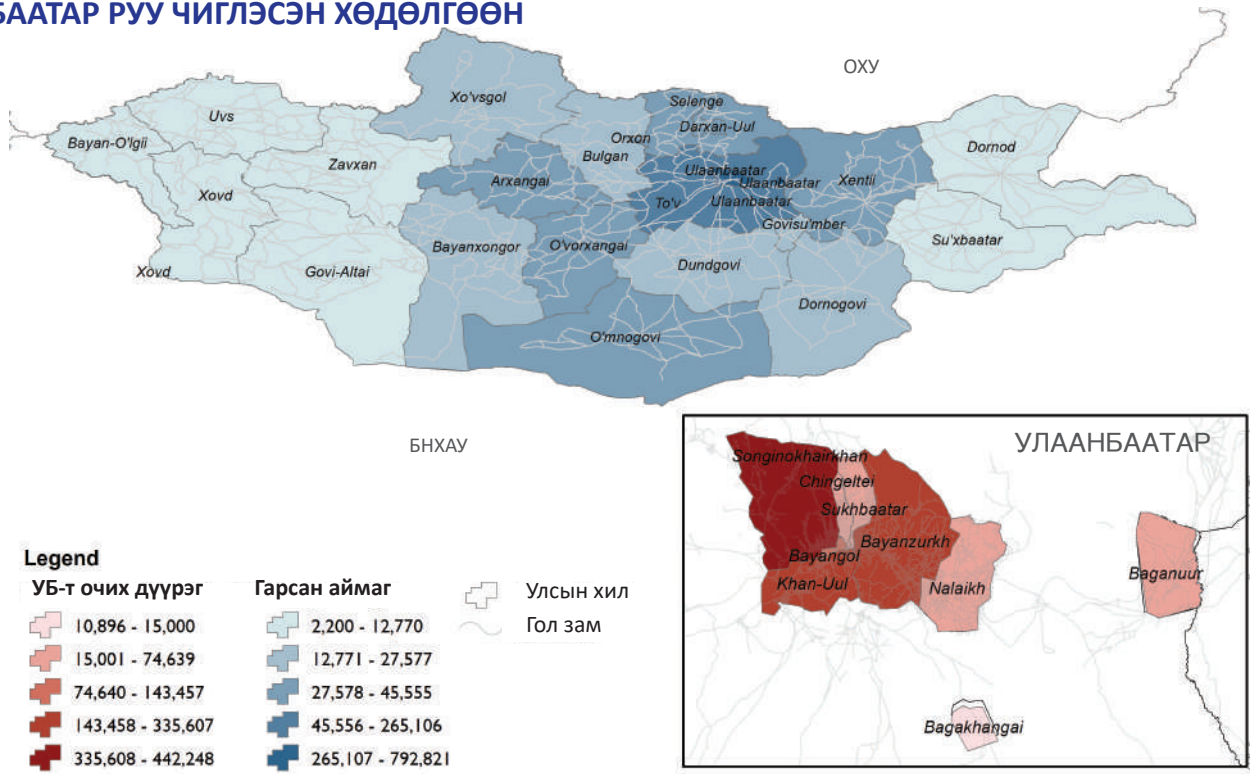 БААТАР РУУ ЧИГЛЭСЭН ХӨДӨЛГӨӨН
ОХУ
Xo'vsgol
Selenge
Uvs
Darxan-Uul
Orxon
Dornod
Bayan-O'lgii
Bulgan
Zavxan
Ulaanbaatar
Arxangai
Ulaanbaatar
Xentii
Xovd
To'v
Ulaanbaatar
Govisu'mber
Su'xbaatar
Bayanxongor
O'vorxangai
Dundgovi
Xovd
Govi-Altai
Dornogovi
O'mnogovi
БНХАУ
УЛААНБААТАР
Songinokhairkhan
Chingeltei
Sukhbaatar
Bayanzurkh
Bayangol
Khan-Uul
Nalaikh
Baganuur
Bagakhangai
Legend
УБ-т очих дүүрэг
10,896 - 15,000
15,001 - 74,639
74,640 - 143,457
143,458 - 335,607
335,608 - 442,248
Гарсан аймаг
2,200 - 12,770
12,771 - 27,577
27,578 - 45,555
45,556 - 265,106
265,107 - 792,821
Улсын хил
Гол зам